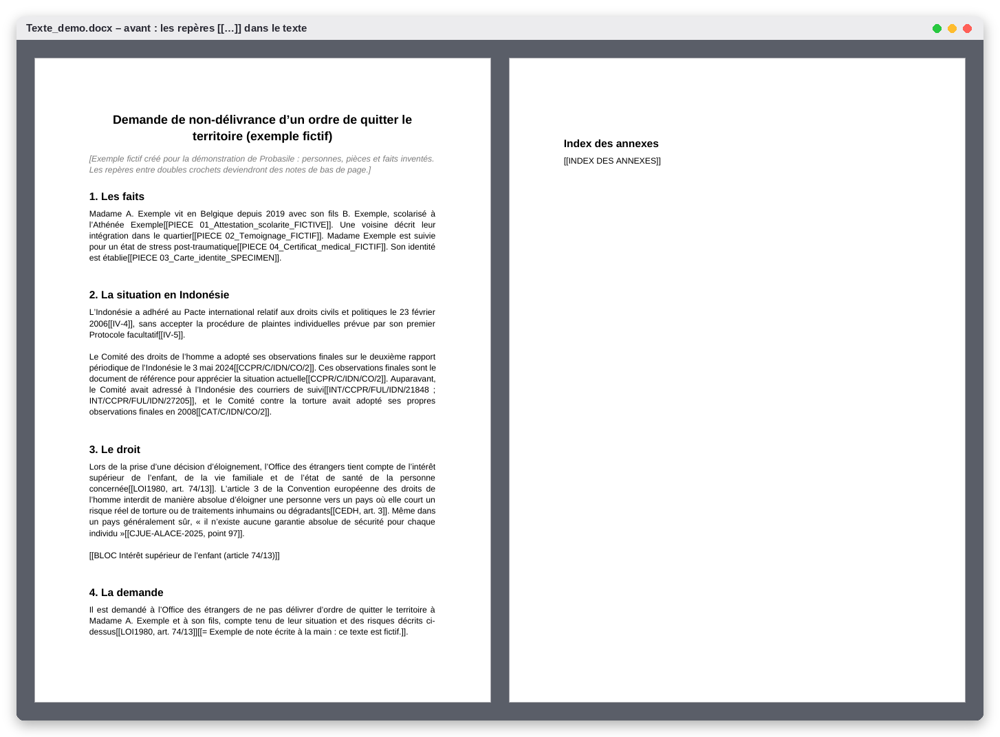 Texte_demo.docx – avant : les repères [[…]] dans le texte
Demande de non-délivrance d’un ordre de quitter le
territoire (exemple fictif)
[Exemple fictif créé pour la démonstration de Probasile : personnes, pièces et faits inventés.
Les repères entre doubles crochets deviendront des notes de bas de page.]
1. Les faits
Madame A. Exemple vit en Belgique depuis 2019 avec son fils B. Exemple, scolarisé à
l’Athénée Exemple[[PIECE 01_Attestation_scolarite_FICTIVE]]. Une voisine décrit leur
intégration dans le quartier[[PIECE 02_Temoignage_FICTIF]]. Madame Exemple est suivie
pour un état de stress post-traumatique[[PIECE 04_Certificat_medical_FICTIF]]. Son identité
est établie[[PIECE 03_Carte_identite_SPECIMEN]].
2. La situation en Indonésie
L’Indonésie a adhéré au Pacte international relatif aux droits civils et politiques le 23 février
2006[[IV-4]], sans accepter la procédure de plaintes individuelles prévue par son premier
Protocole facultatif[[IV-5]].
Le Comité des droits de l’homme a adopté ses observations finales sur le deuxième rapport
périodique de l’Indonésie le 3 mai 2024[[CCPR/C/IDN/CO/2]]. Ces observations finales sont le
document de référence pour apprécier la situation actuelle[[CCPR/C/IDN/CO/2]]. Auparavant,
le Comité avait adressé à l’Indonésie des courriers de suivi[[INT/CCPR/FUL/IDN/21848 ;
INT/CCPR/FUL/IDN/27205]], et le Comité contre la torture avait adopté ses propres
observations finales en 2008[[CAT/C/IDN/CO/2]].
3. Le droit
Lors de la prise d’une décision d’éloignement, l’Office des étrangers tient compte de l’intérêt
supérieur de l’enfant, de la vie familiale et de l’état de santé de la personne
concernée[[LOI1980, art. 74/13]]. L’article 3 de la Convention européenne des droits de
l’homme interdit de manière absolue d’éloigner une personne vers un pays où elle court un
risque réel de torture ou de traitements inhumains ou dégradants[[CEDH, art. 3]]. Même dans
un pays généralement sûr, « il n’existe aucune garantie absolue de sécurité pour chaque
individu »[[CJUE-ALACE-2025, point 97]].
[[BLOC Intérêt supérieur de l’enfant (article 74/13)]]
4. La demande
Il est demandé à l’Office des étrangers de ne pas délivrer d’ordre de quitter le territoire à
Madame A. Exemple et à son fils, compte tenu de leur situation et des risques décrits ci-
dessus[[LOI1980, art. 74/13]][[= Exemple de note écrite à la main : ce texte est fictif.]].
Index des annexes
[[INDEX DES ANNEXES]]